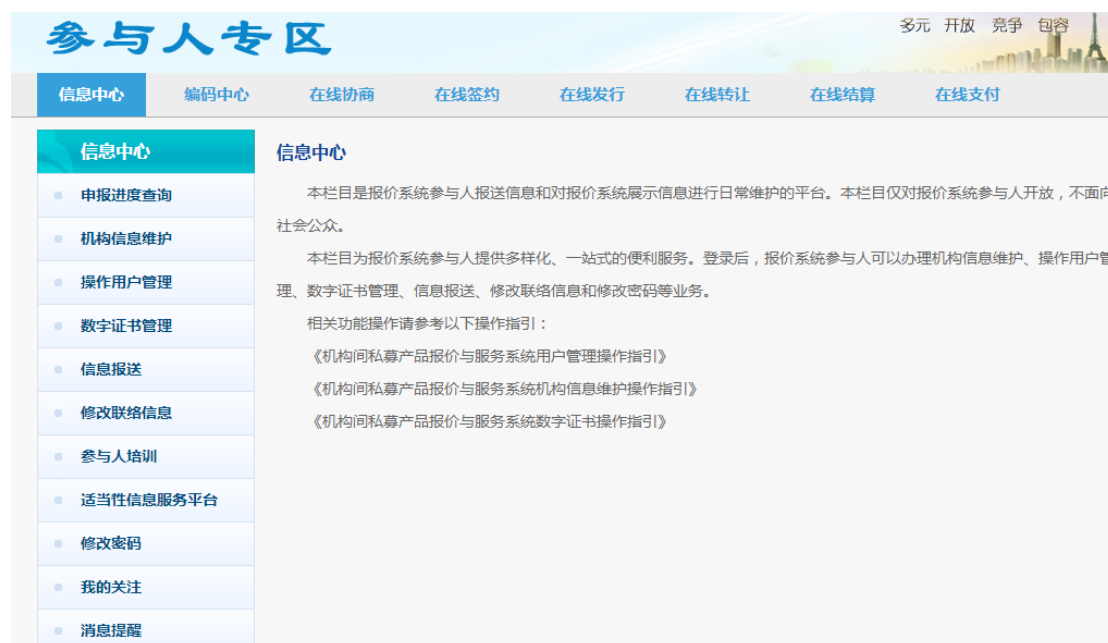 参与人专区
多元 开放 竞争 包容
信息中心 编码中心 在线协商 在线签约 在线发行 在线转让 在线结算 在线支付
信息中心
申报进度查询
机构信息维护
操作用户管理
数字证书管理
信息报送
修改联络信息
参与人培训
适当性信息服务平台
修改密码
我的关注
消息提醒
信息中心
本栏目是报价系统参与人报送信息和对报价系统展示信息进行日常维护的平台。本栏目仅对报价系统参与人开放，不面向
社会公众。
本栏目为报价系统参与人提供多样化、一站式的便利服务。登录后，报价系统参与人可以办理机构信息维护、操作用户管
理、数字证书管理、信息报送、修改联络信息和修改密码等业务。
相关功能操作请参考以下操作指引：
《机构间私募产品报价与服务系统用户管理操作指引》
《机构间私募产品报价与服务系统机构信息维护操作指引》
《机构间私募产品报价与服务系统数字证书操作指引》